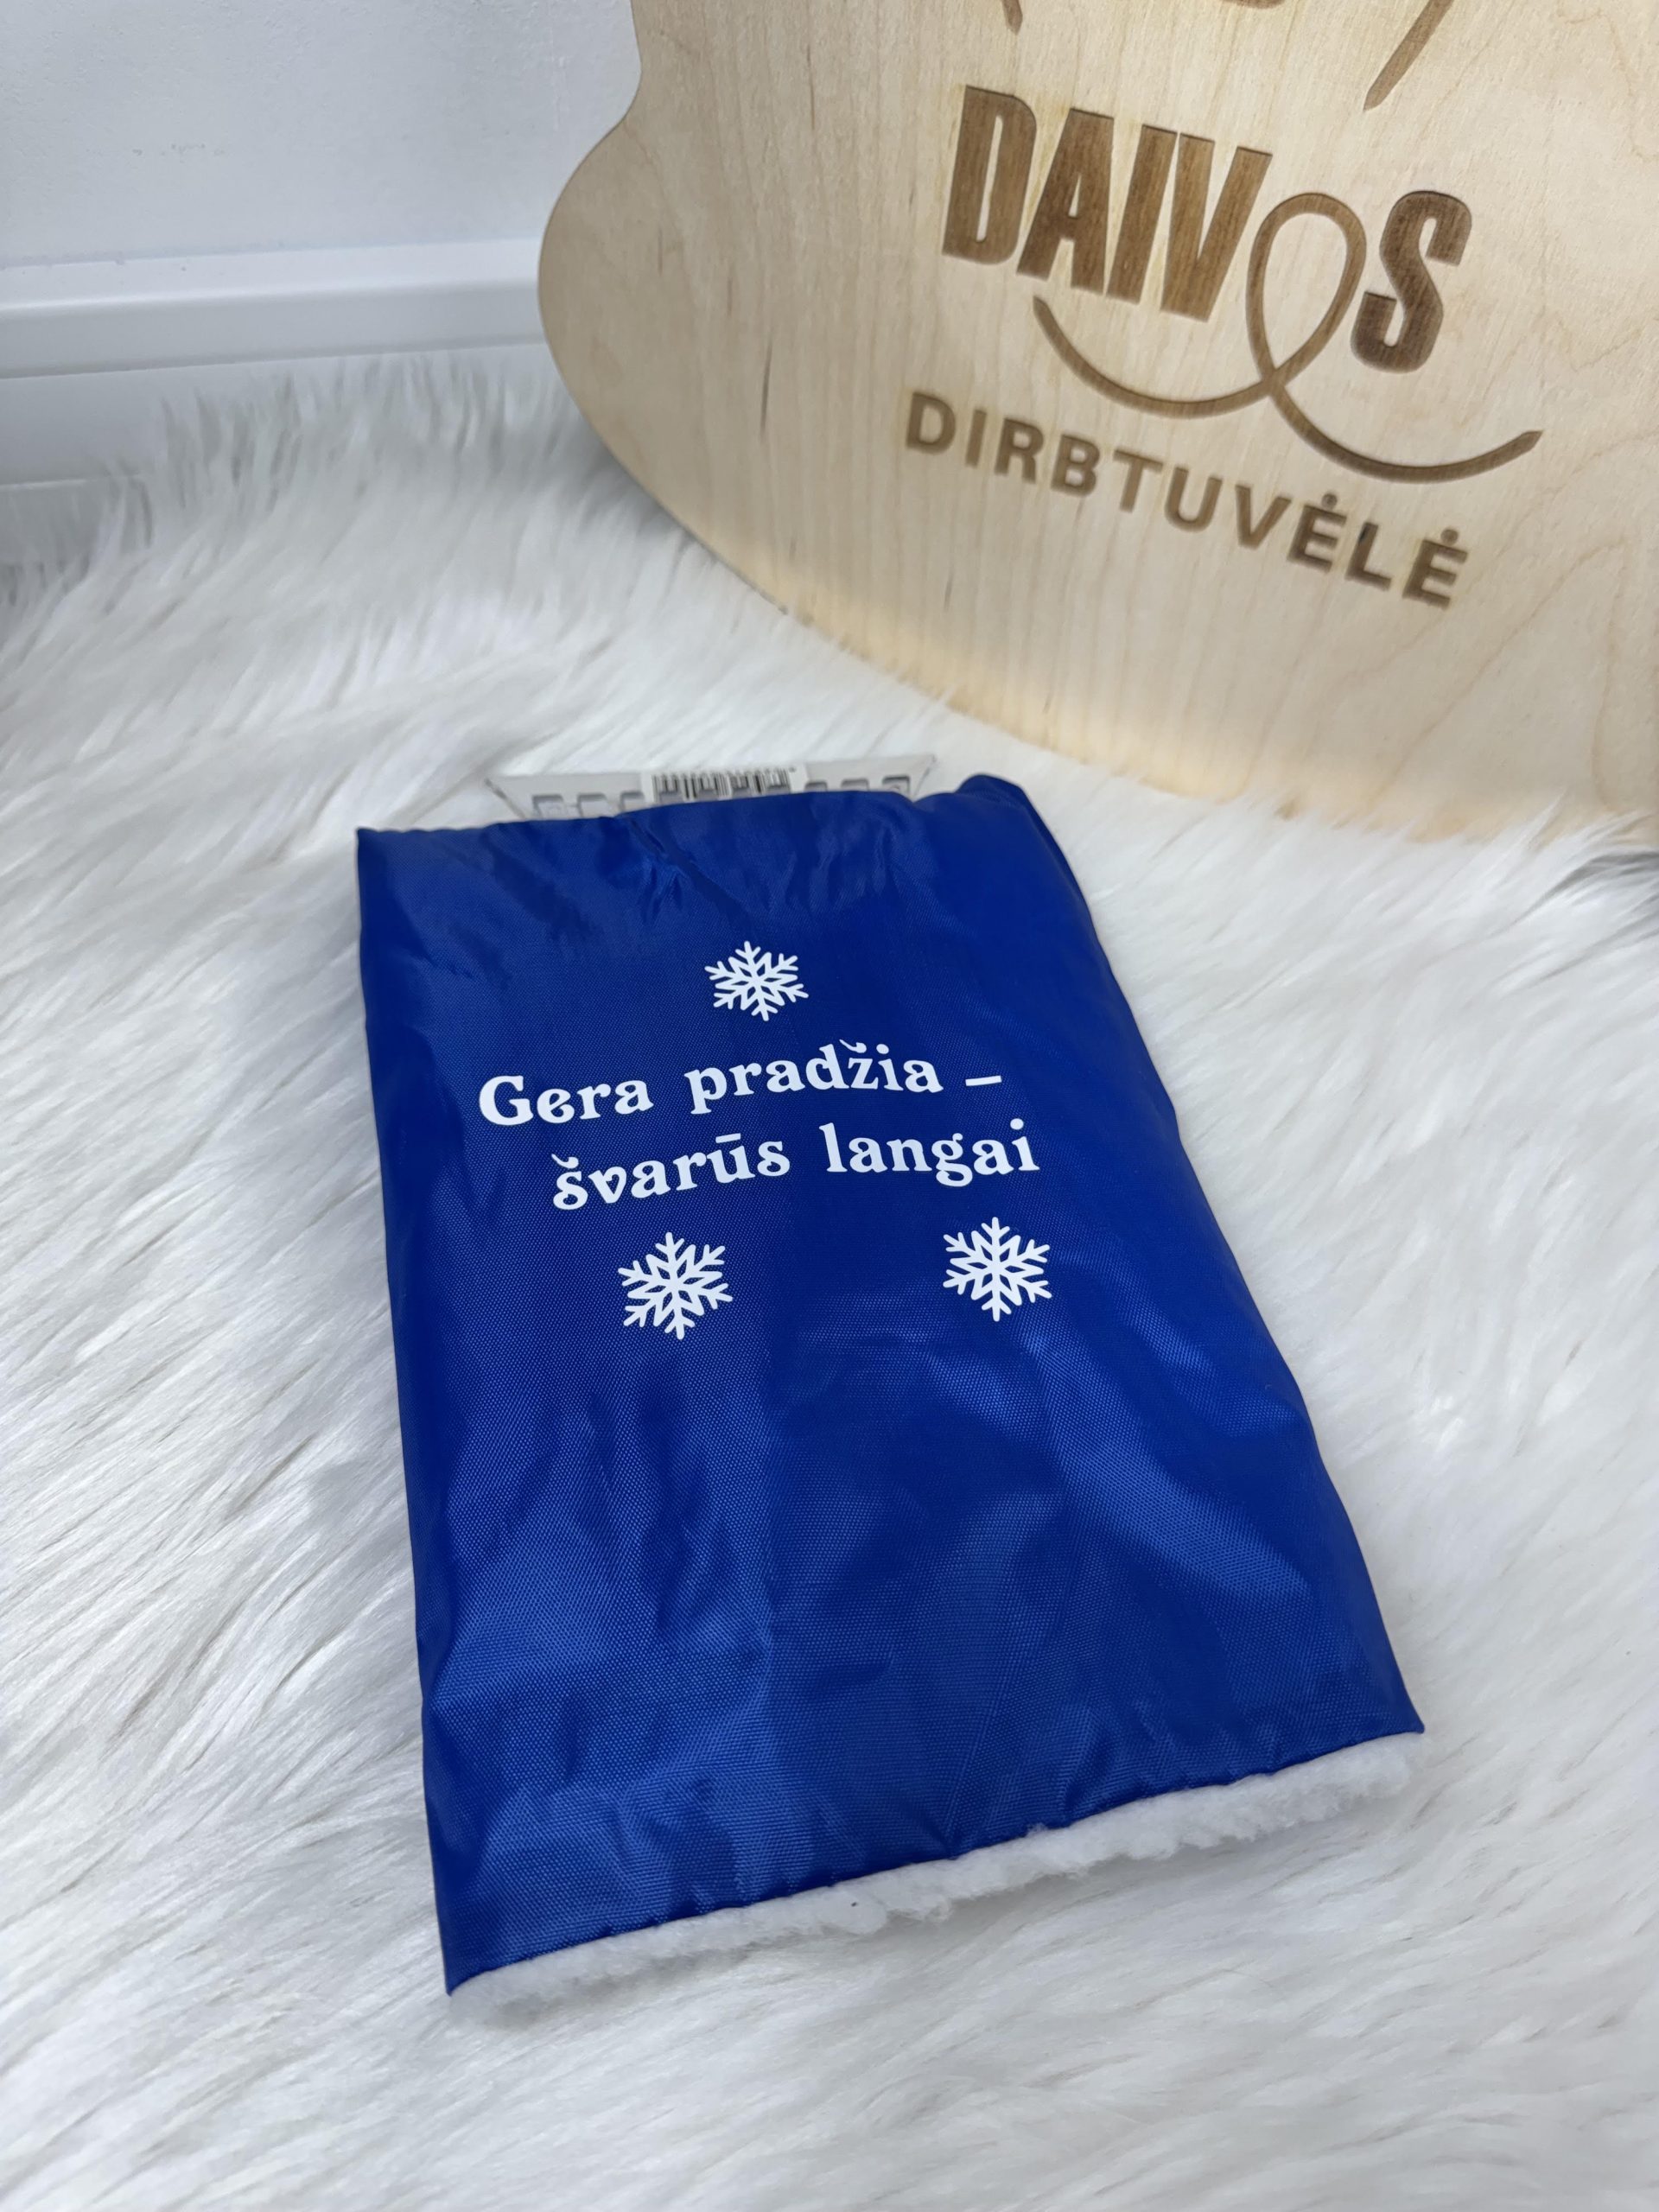 DAIVOS
DIRBTUVĖLĖ
Gera pradžia –
švarūs langai